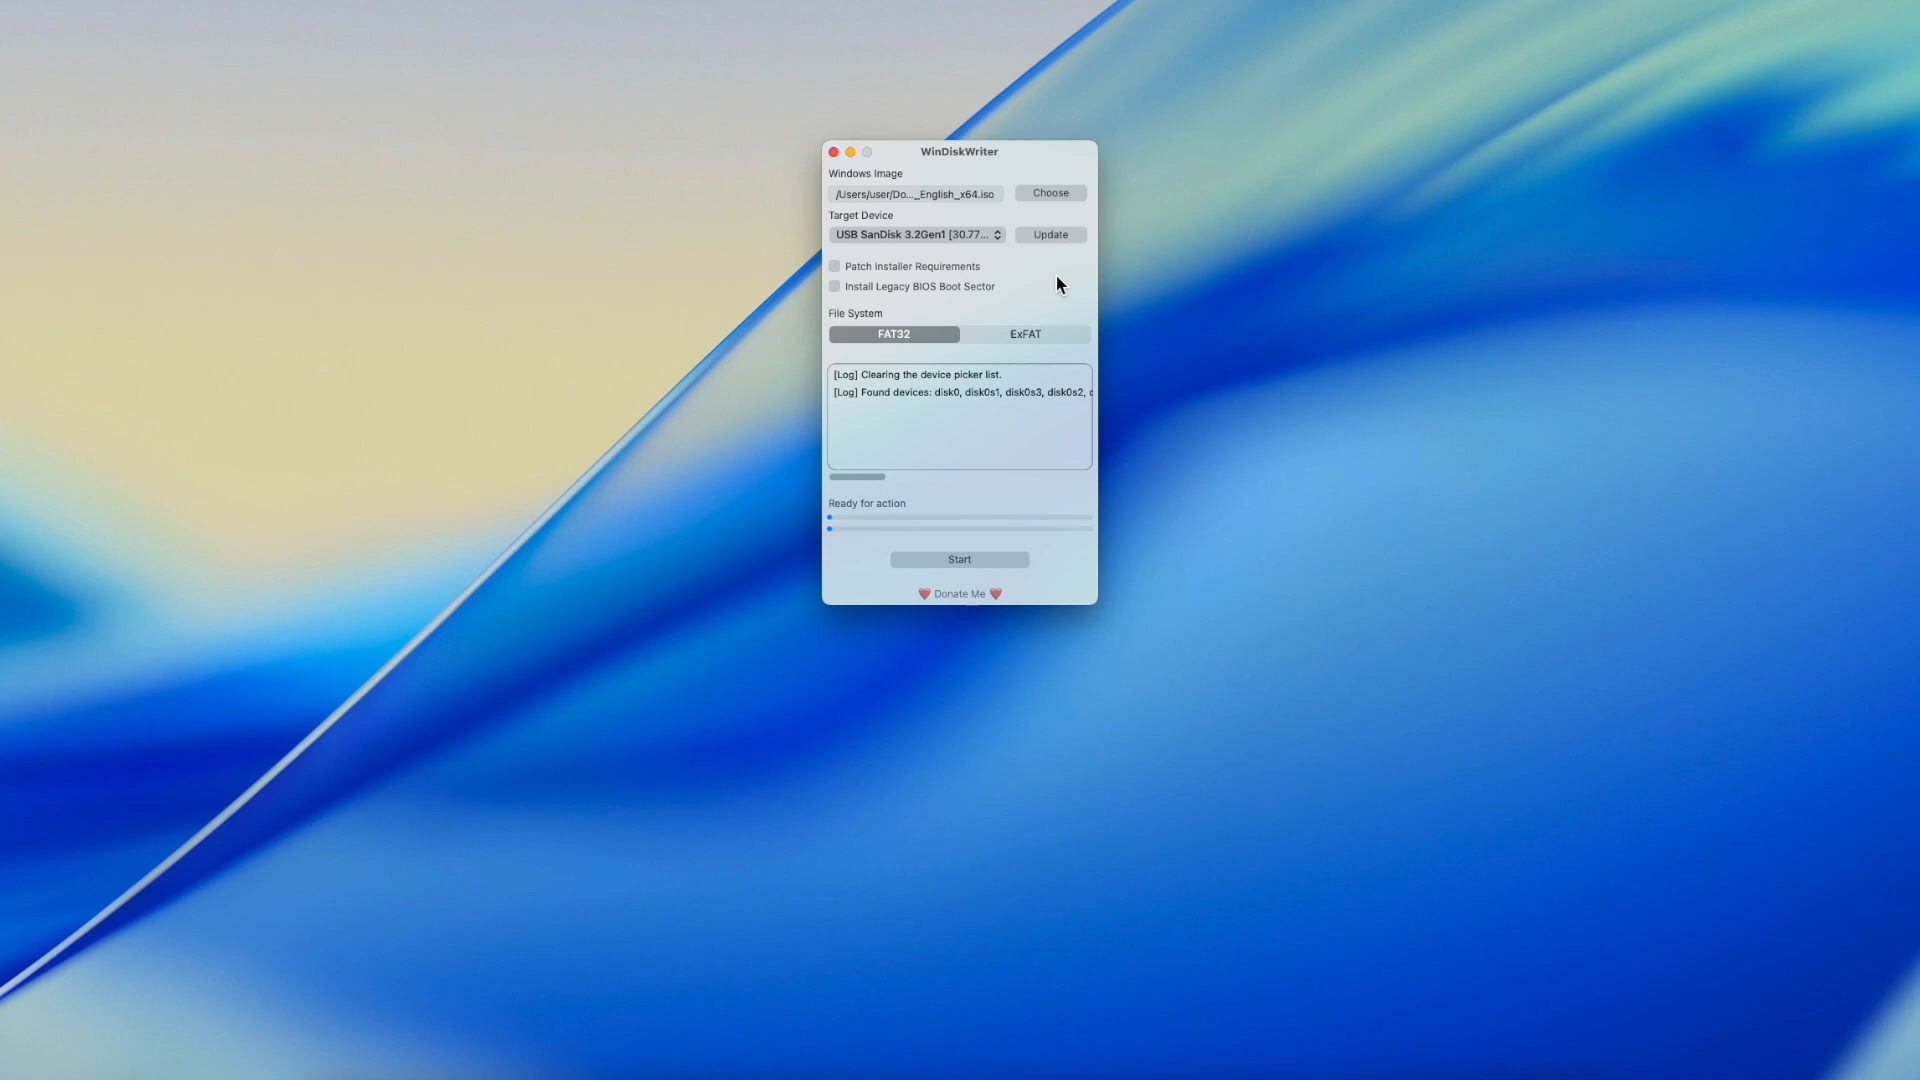 WinDiskWriter
Windows Image
/Users/user/Do..._English_x64.iso
Choose
Target Device
USB SanDisk 3.2Gen1 [30.77...
Update
Patch Installer Requirements
Install Legacy BIOS Boot Sector
File System
FAT32
ExFAT
[Log] Clearing the device picker list.
[Log] Found devices: disk0, disk0s1, disk0s3, disk0s2,
Ready for action
Start
❤️ Donate Me ❤️